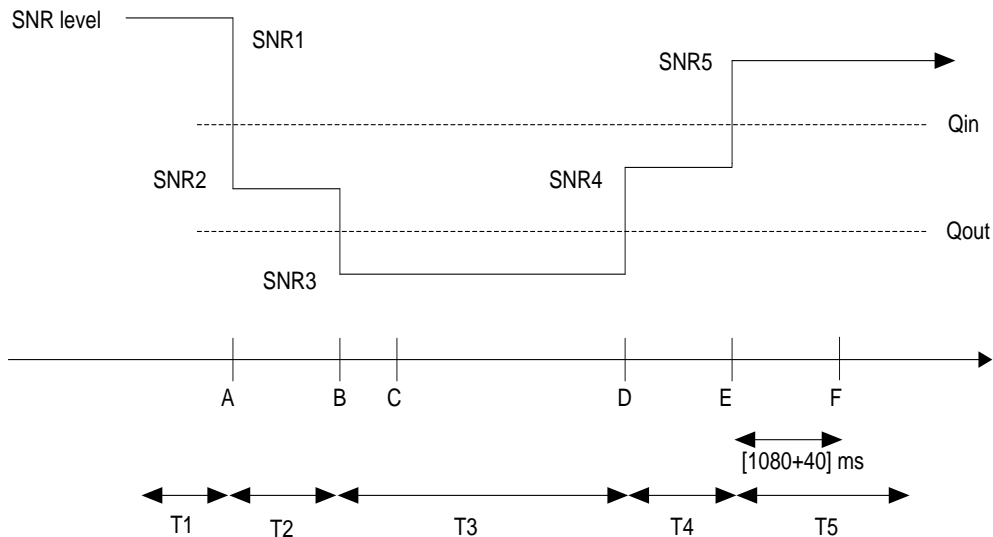 SNR level
SNR1
SNR5
Qin
SNR2
SNR4
Qout
SNR3
A
B
C
D
E
F
[1080+40] ms
T1
T2
T3
T4
T5